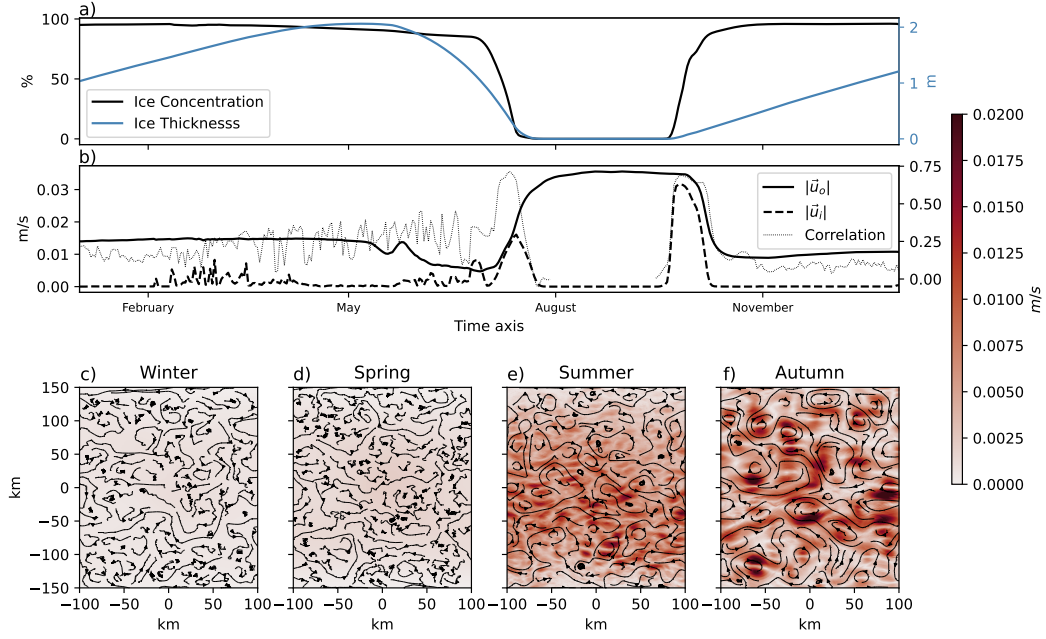 a)
100
50
0
%
2
1
0
m
Ice Concentration
Ice Thicknesss
b)
0.03
0.02
0.01
0.00
m/s
0.75
0.50
0.25
0.00
|u⃗_o|
|u⃗_i|
Correlation
February May August November
Time axis
0.0200
0.0175
0.0150
0.0125
0.0100
0.0075
0.0050
0.0025
0.0000
m/s
c) Winter
d) Spring
e) Summer
f) Autumn
150
100
50
0
−50
−100
−150
km
−100 −50 0 50 100
−100 −50 0 50 100
−100 −50 0 50 100
−100 −50 0 50 100
km km km km